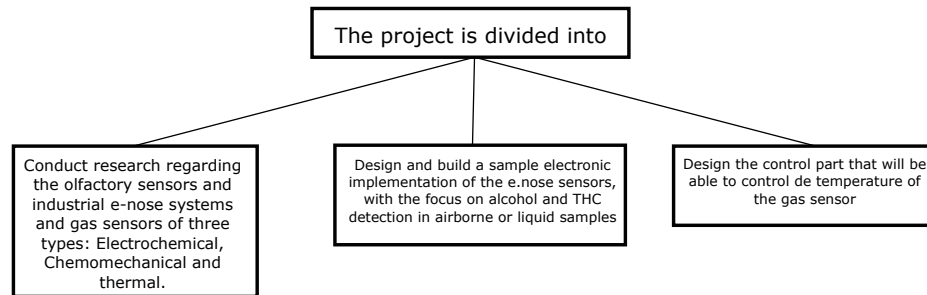 The project is divided into
Conduct research regarding
the olfactory sensors and
industrial e-nose systems
and gas sensors of three
types: Electrochemical,
Chemomechanical and
thermal.
Design and build a sample electronic
implementation of the e.nose sensors,
with the focus on alcohol and THC
detection in airborne or liquid samples
Design the control part that will be
able to control de temperature of
the gas sensor